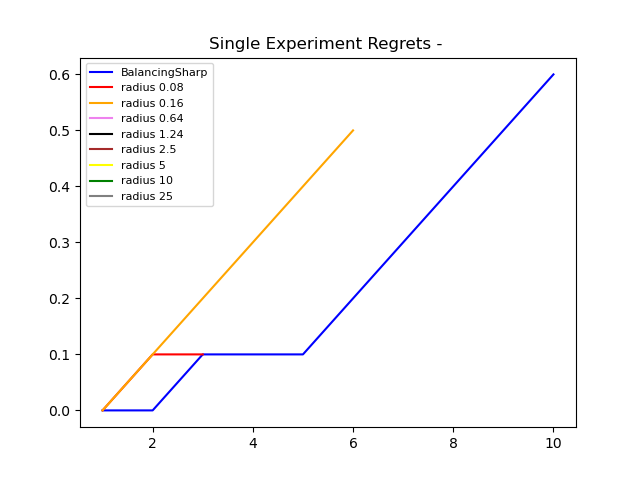 Single Experiment Regrets -
BalancingSharp
radius 0.08
radius 0.16
radius 0.64
radius 1.24
radius 2.5
radius 5
radius 10
radius 25
0.6
0.5
0.4
0.3
0.2
0.1
0.0
2 4 6 8 10